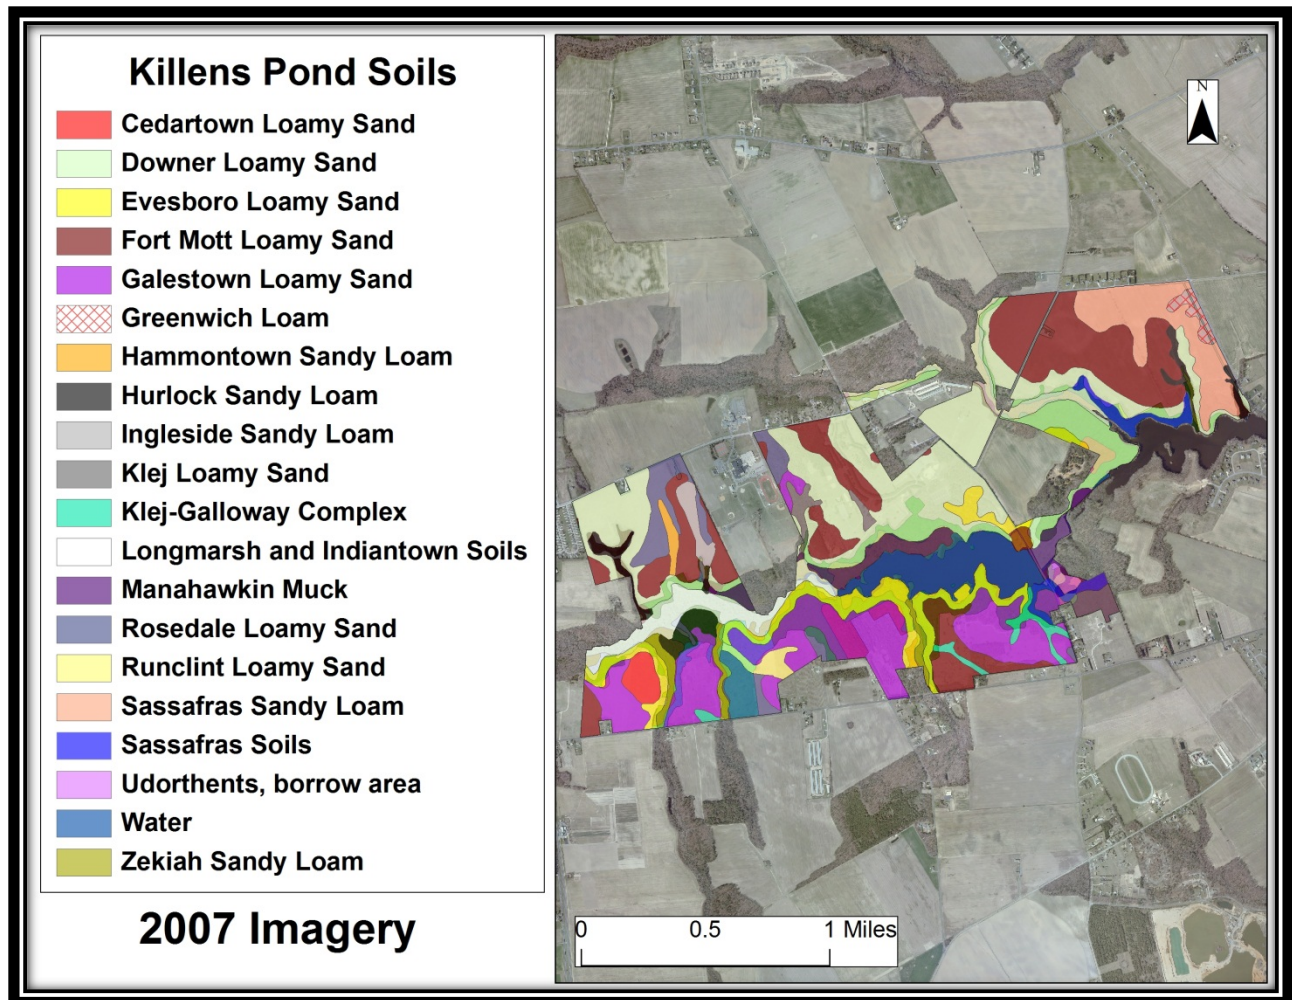 Killens Pond Soils
Cedartown Loamy Sand
Downer Loamy Sand
Evesboro Loamy Sand
Fort Mott Loamy Sand
Galestown Loamy Sand
Greenwich Loam
Hammontown Sandy Loam
Hurlock Sandy Loam
Ingleside Sandy Loam
Klej Loamy Sand
Klej-Galloway Complex
Longmarsh and Indiantown Soils
Manahawkin Muck
Rosedale Loamy Sand
Runclint Loamy Sand
Sassafras Sandy Loam
Sassafras Soils
Udorthents, borrow area
Water
Zekiah Sandy Loam
2007 Imagery
N
0 0.5 1 Miles